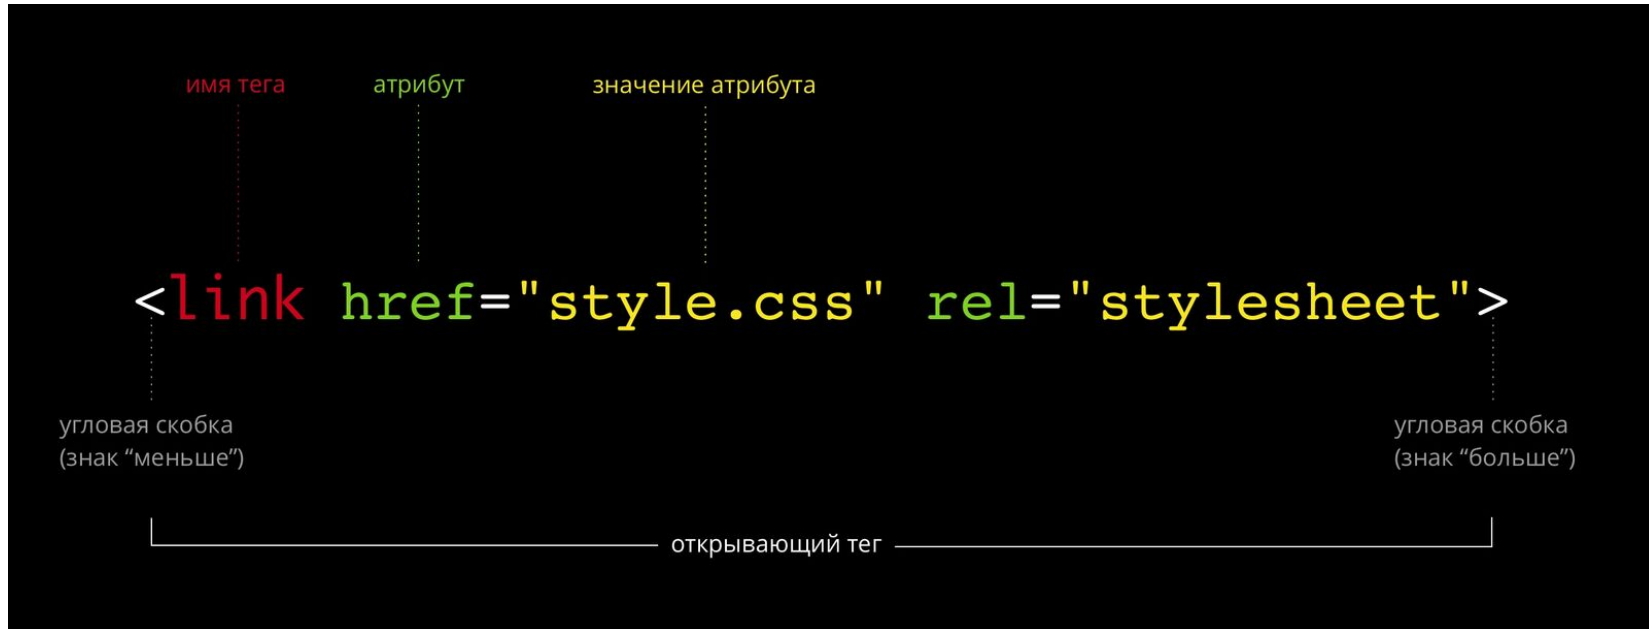 имя тега
атрибут
значение атрибута
<link href="style.css" rel="stylesheet">
угловая скобка
(знак “меньше”)
угловая скобка
(знак “больше”)
открывающий тег